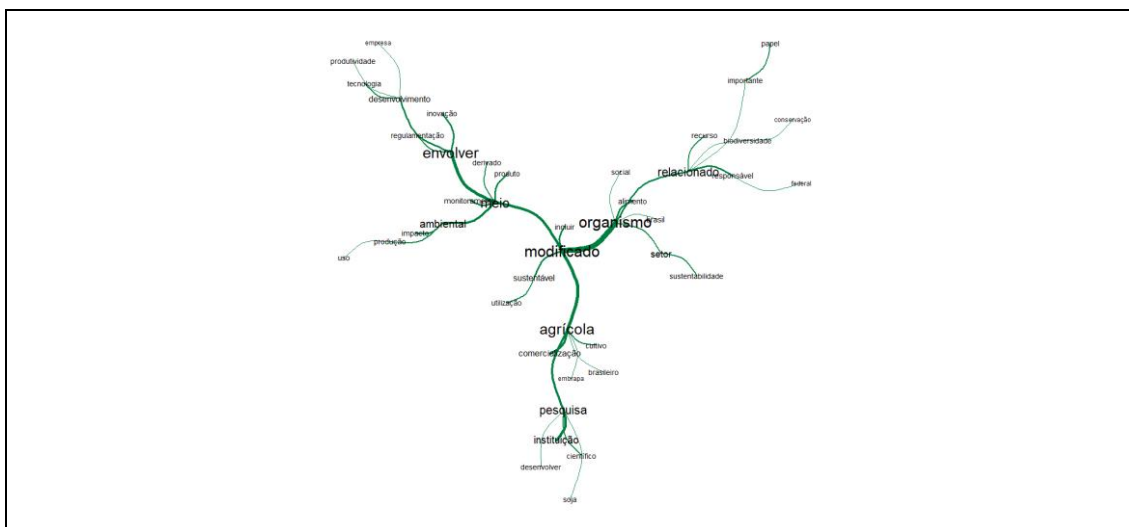 empresa
papel
produtividade
importante
tecnologia
desenvolvimento
inovação
conservação
regulamentação
recurso
biodiversidade
envolver
derivado
social
relacionado
produto
responsável
federal
meio
alimento
ambiental
organismo
brasil
impacto
incluir
produção
modificado
setor
uso
sustentável
sustentabilidade
utilização
agrícola
cultivo
comercialização
brasileiro
embrapa
pesquisa
instituição
científico
desenvolver
soja